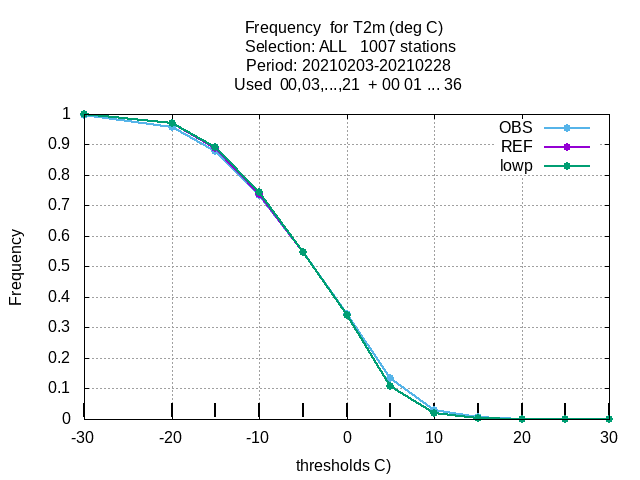 Frequency  for T2m (deg C)
Selection: ALL   1007 stations
Period: 20210203-20210228
Used  00,03,...,21  + 00 01 ... 36
OBS
REF
lowp
Frequency
1
0.9
0.8
0.7
0.6
0.5
0.4
0.3
0.2
0.1
0
-30 -20 -10 0 10 20 30
thresholds C)